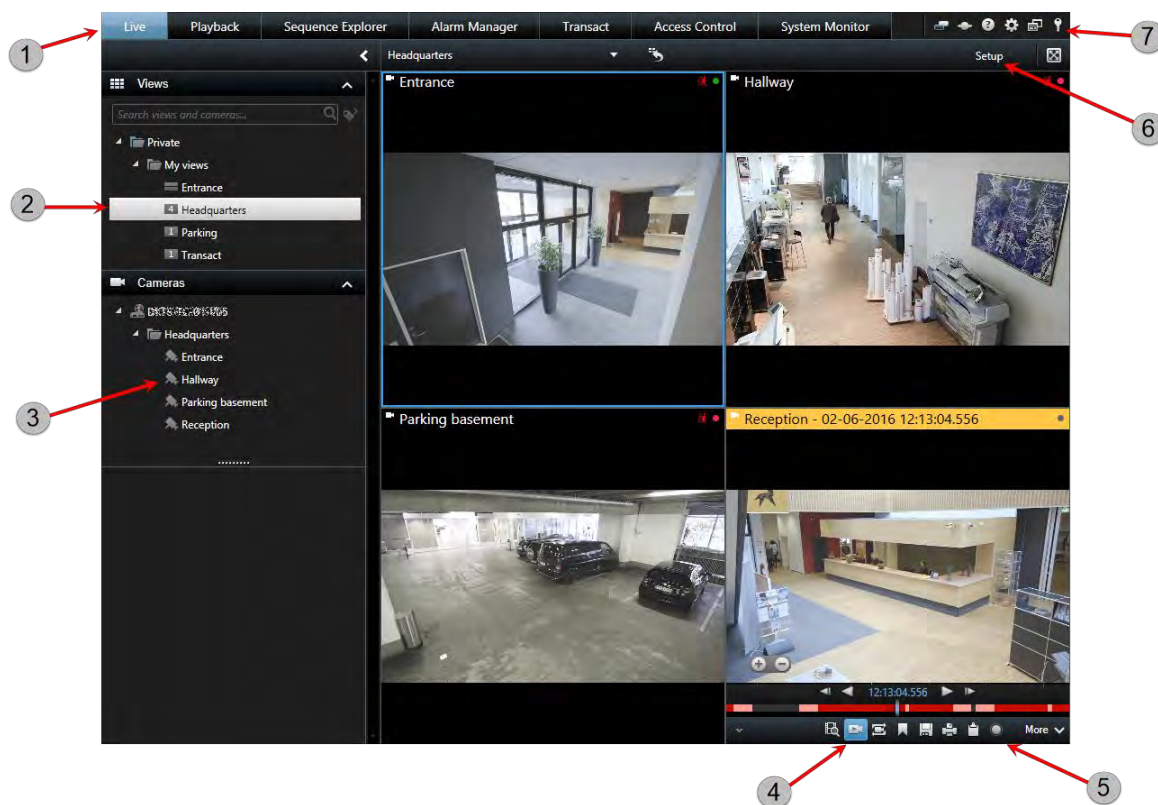 Live Playback Sequence Explorer Alarm Manager Transact Access Control System Monitor
1
7
Headquarters Setup
Views
Search views and cameras...
Private
My views
Entrance
2
4 Headquarters
1 Parking
1 Transact
Cameras
Headquarters
Entrance
3
Hallway
Parking basement
Reception
Entrance
Hallway
6
Parking basement
Reception - 02-06-2016 12:13:04.556
12:13:04.556
More
4
5